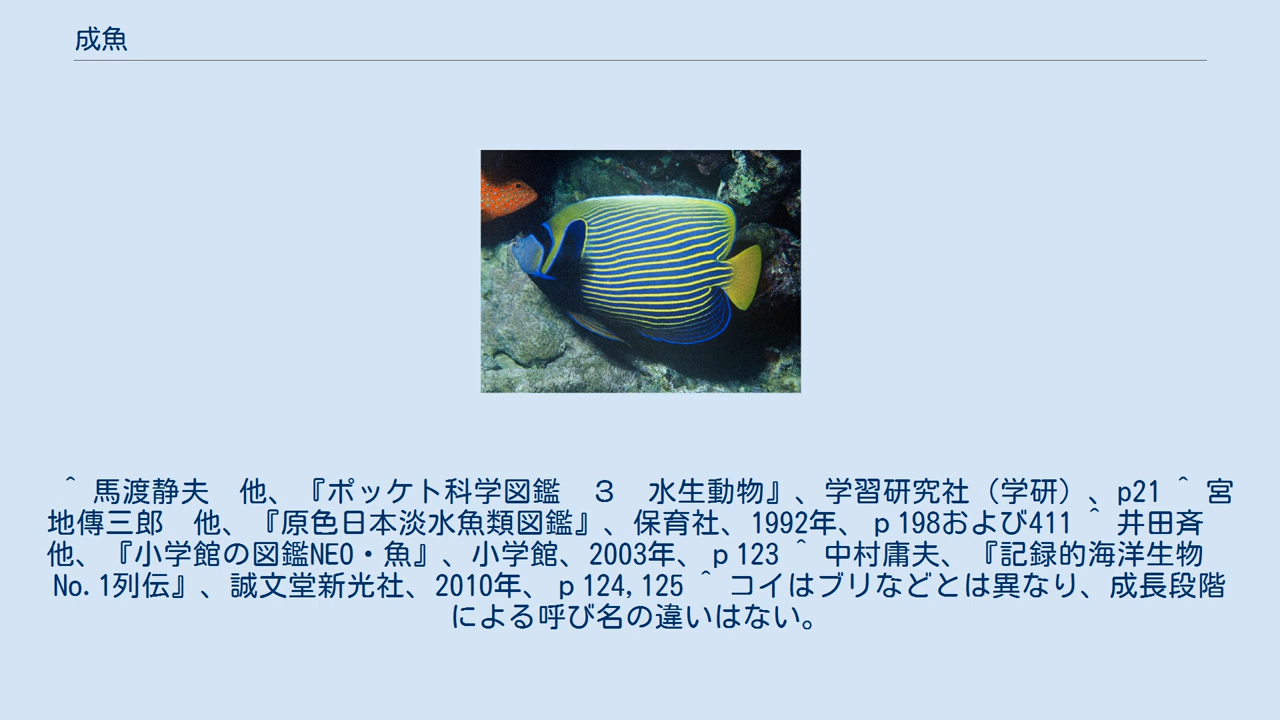 成魚
＾ 馬渡静夫　他、『ポッケト科学図鑑　３　水生動物』、学習研究社（学研）、p21 ＾ 宮
地傳三郎　他、『原色日本淡水魚類図鑑』、保育社、1992年、ｐ198および411 ＾ 井田斉
他、『小学館の図鑑NEO・魚』、小学館、2003年、ｐ123 ＾ 中村庸夫、『記録的海洋生物
No.1列伝』、誠文堂新光社、2010年、ｐ124,125 ＾ コイはブリなどとは異なり、成長段階
による呼び名の違いはない。